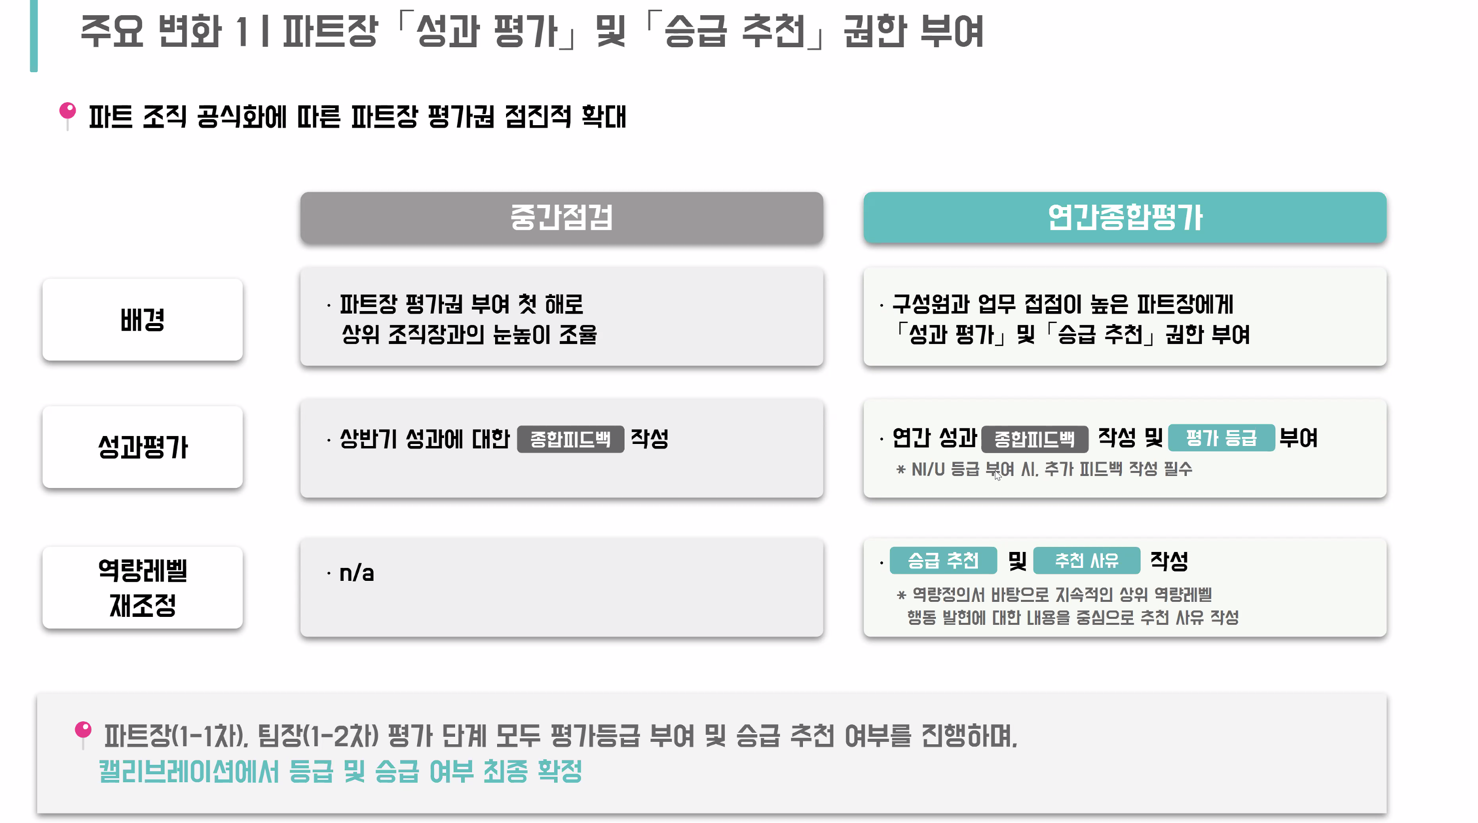 주요 변화 1 | 파트장「성과 평가」및「승급 추천」권한 부여
파트 조직 공식화에 따른 파트장 평가권 점진적 확대
중간점검
연간종합평가
배경
· 파트장 평가권 부여 첫 해로
상위 조직장과의 눈높이 조율
· 구성원과 업무 접점이 높은 파트장에게
「성과 평가」및「승급 추천」권한 부여
성과평가
· 상반기 성과에 대한 종합피드백 작성
· 연간 성과 종합피드백 작성 및 평가 등급 부여
* NI/U 등급 부여 시, 추가 피드백 작성 필수
역량레벨
재조정
· n/a
· 승급 추천 및 추천 사유 작성
* 역량정의서 바탕으로 지속적인 상위 역량레벨
행동 발현에 대한 내용을 중심으로 추천 사유 작성
파트장(1-1차), 팀장(1-2차) 평가 단계 모두 평가등급 부여 및 승급 추천 여부를 진행하며,
캘리브레이션에서 등급 및 승급 여부 최종 확정